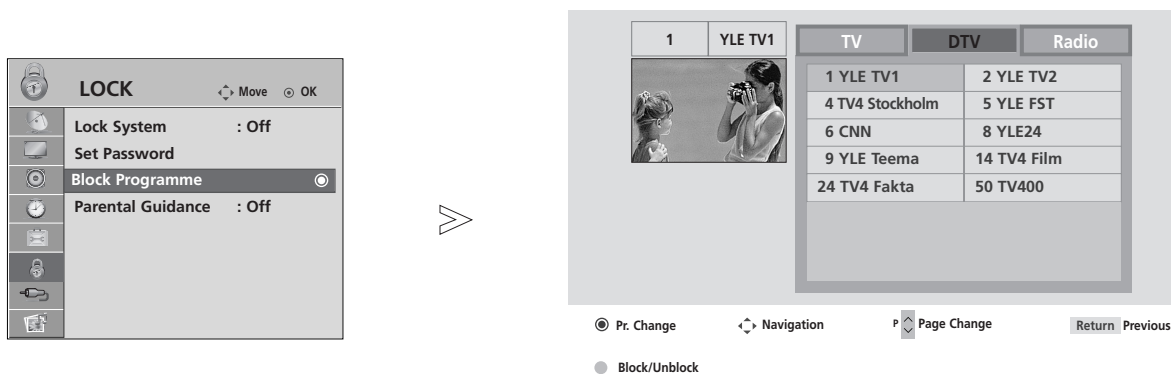 LOCK Move OK
Lock System : Off
Set Password
Block Programme
Parental Guidance : Off
1 YLE TV1
TV DTV Radio
1 YLE TV1 2 YLE TV2
4 TV4 Stockholm 5 YLE FST
6 CNN 8 YLE24
9 YLE Teema 14 TV4 Film
24 TV4 Fakta 50 TV400
Pr. Change Navigation P Page Change Return Previous
Block/Unblock